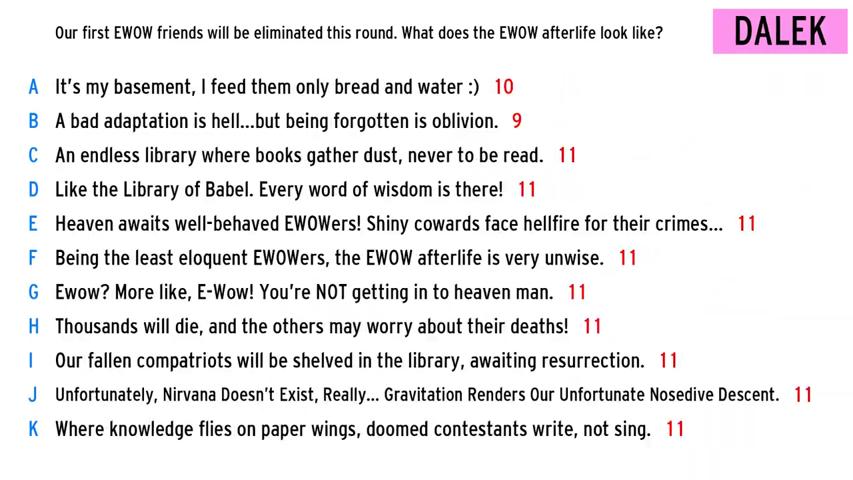 Our first EWOW friends will be eliminated this round. What does the EWOW afterlife look like?
DALEK
A It's my basement, I feed them only bread and water :) 10
B A bad adaptation is hell...but being forgotten is oblivion. 9
C An endless library where books gather dust, never to be read. 11
D Like the Library of Babel. Every word of wisdom is there! 11
E Heaven awaits well-behaved EWOWers! Shiny cowards face hellfire for their crimes... 11
F Being the least eloquent EWOWers, the EWOW afterlife is very unwise. 11
G Ewow? More like, E-Wow! You're NOT getting in to heaven man. 11
H Thousands will die, and the others may worry about their deaths! 11
I Our fallen compatriots will be shelved in the library, awaiting resurrection. 11
J Unfortunately, Nirvana Doesn't Exist, Really... Gravitation Renders Our Unfortunate Nosedive Descent. 11
K Where knowledge flies on paper wings, doomed contestants write, not sing. 11